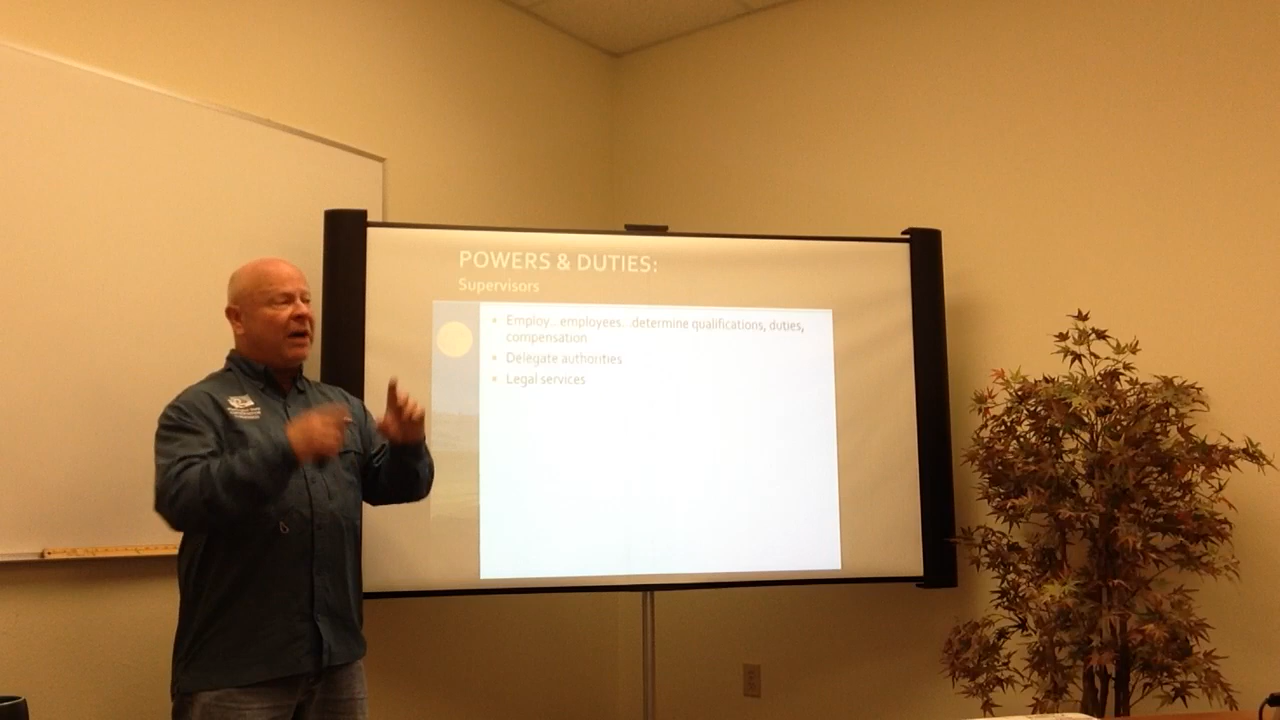 POWERS & DUTIES:
Supervisors
• Employ...employees...determine qualifications, duties,
compensation
• Delegate authorities
• Legal services